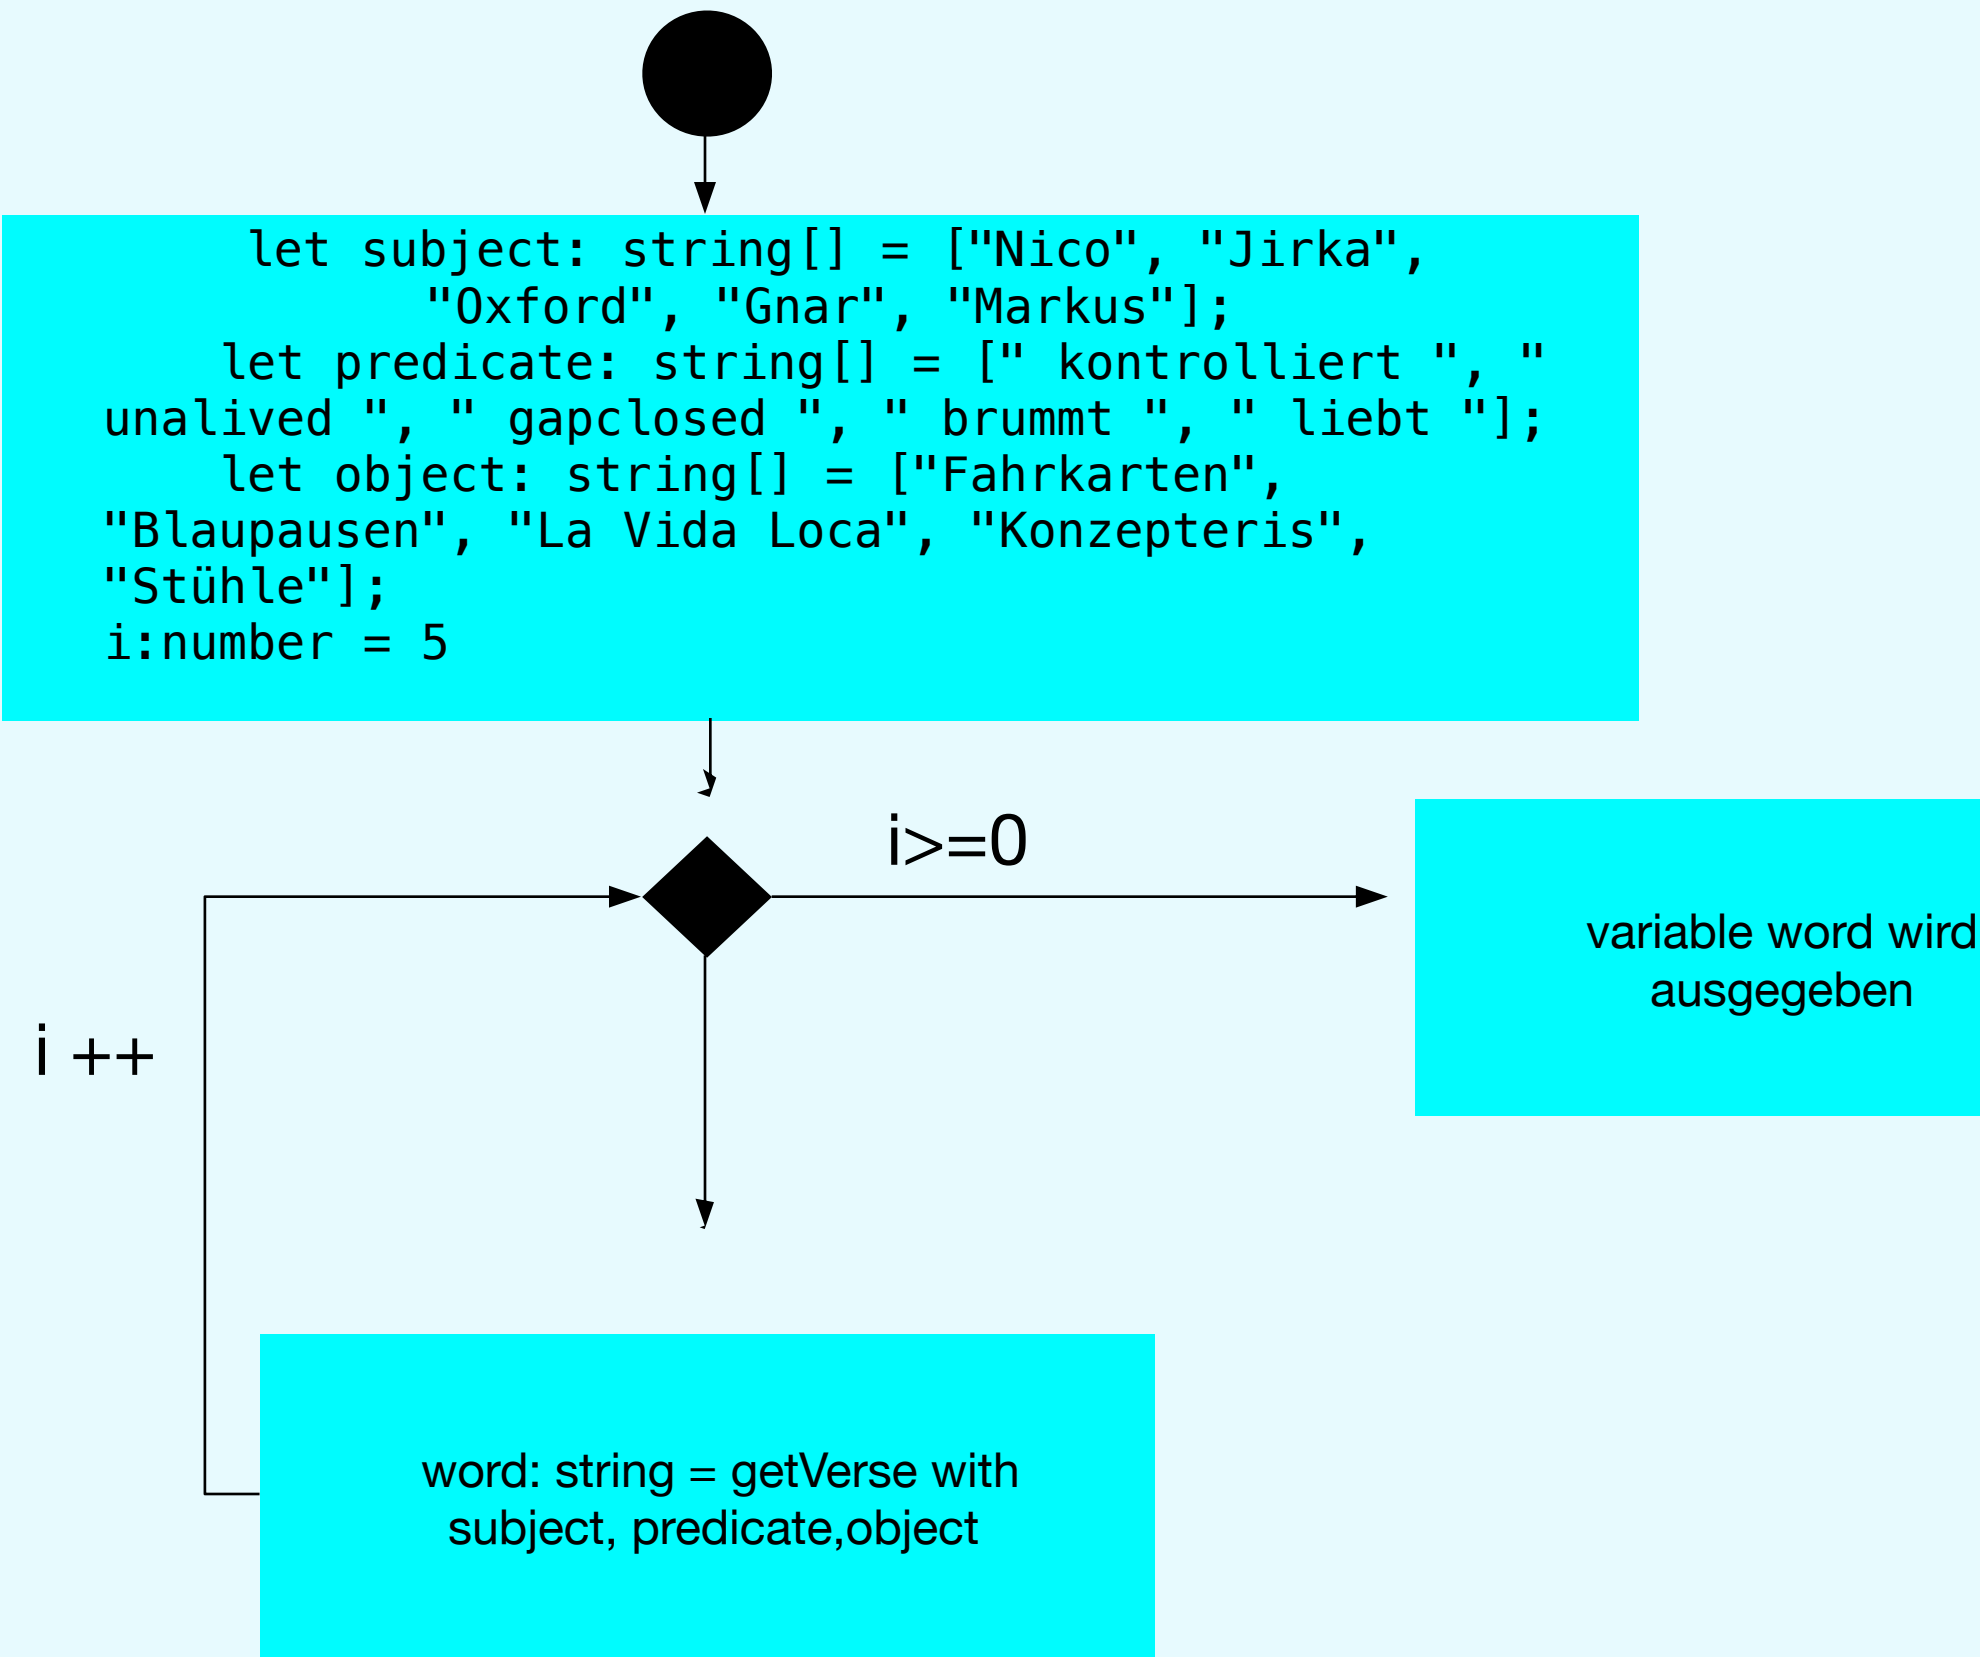 let subject: string[] = ["Nico", "Jirka",
"Oxford", "Gnar", "Markus"];
let predicate: string[] = [" kontrolliert ", "
unalived ", " gapclosed ", " brummt ", " liebt "];
let object: string[] = ["Fahrkarten",
"Blaupausen", "La Vida Loca", "Konzepteris",
"Stühle"];
i:number = 5
i>=0
variable word wird
ausgegeben
i ++
word: string = getVerse with
subject, predicate,object